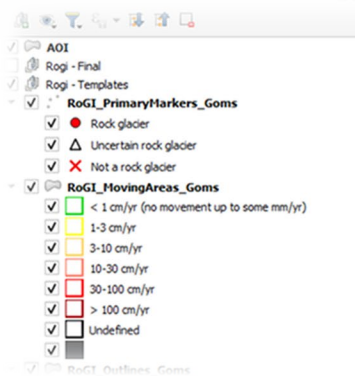 AOI
Rogi - Final
Rogi - Templates
RoGI_PrimaryMarkers_Goms
Rock glacier
Uncertain rock glacier
Not a rock glacier
RoGI_MovingAreas_Goms
< 1 cm/yr (no movement up to some mm/yr)
1-3 cm/yr
3-10 cm/yr
10-30 cm/yr
30-100 cm/yr
> 100 cm/yr
Undefined
RoGI_Outlines_Goms